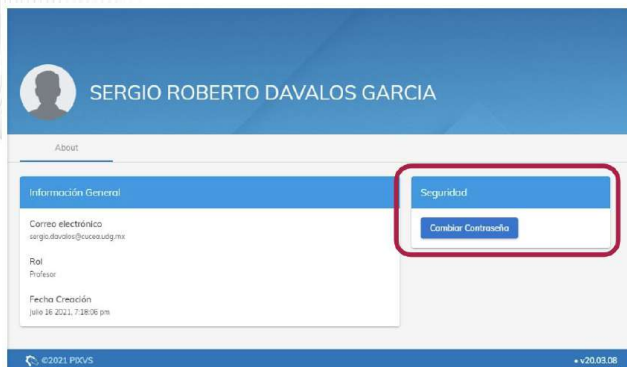 SERGIO ROBERTO DAVALOS GARCIA
About
Información General
Correo electrónico
sergio.davalos@cucea.udg.mx
Rol
Profesor
Fecha Creación
julio 16 2021, 7:18:06 pm
Seguridad
Cambiar Contraseña
©2021 PIXVS
• v20.03.08